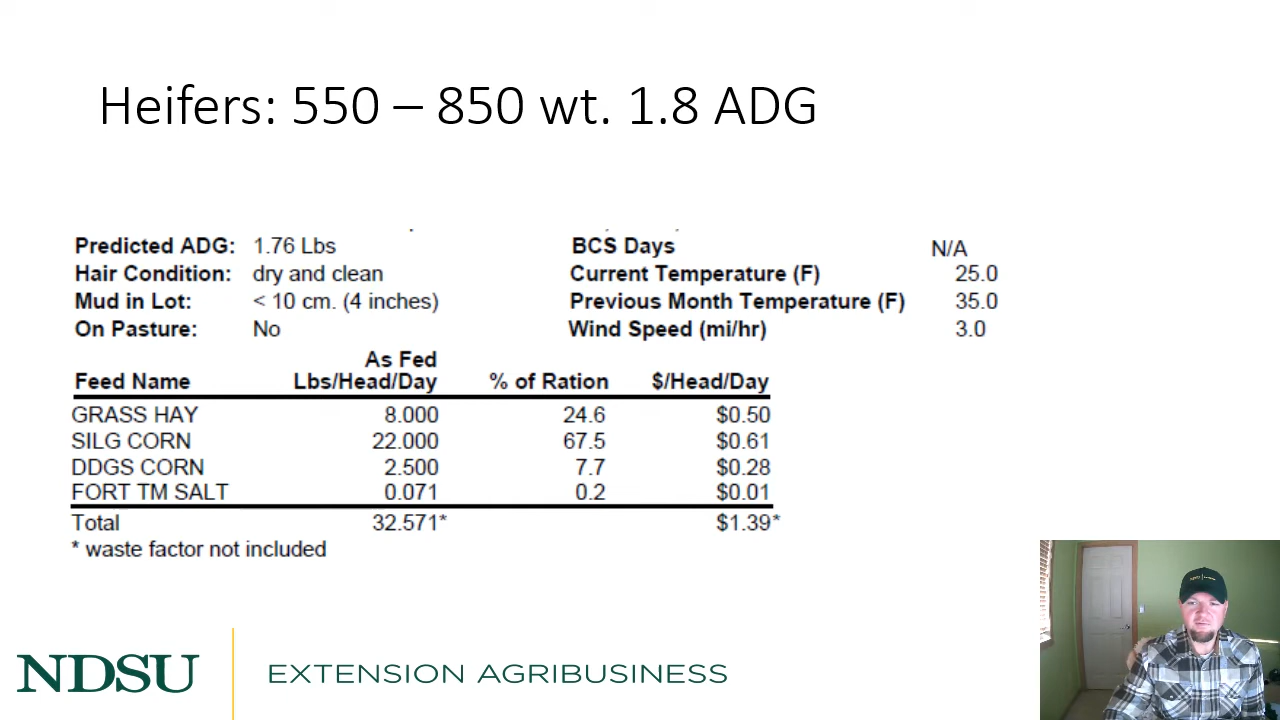 Heifers: 550 – 850 wt. 1.8 ADG
Predicted ADG: 1.76 Lbs BCS Days N/A
Hair Condition: dry and clean Current Temperature (F) 25.0
Mud in Lot: < 10 cm. (4 inches) Previous Month Temperature (F) 35.0
On Pasture: No Wind Speed (mi/hr) 3.0
As Fed
Feed Name Lbs/Head/Day % of Ration $/Head/Day
GRASS HAY 8.000 24.6 $0.50
SILG CORN 22.000 67.5 $0.61
DDGS CORN 2.500 7.7 $0.28
FORT TM SALT 0.071 0.2 $0.01
Total 32.571* $1.39*
* waste factor not included
NDSU EXTENSION AGRIBUSINESS